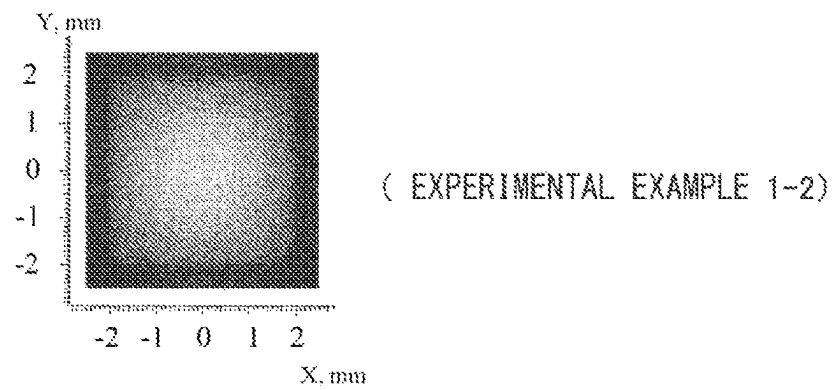 Y, mm
2
1
0
-1
-2
( EXPERIMENTAL EXAMPLE 1-2)
-2 -1 0 1 2
X, mm